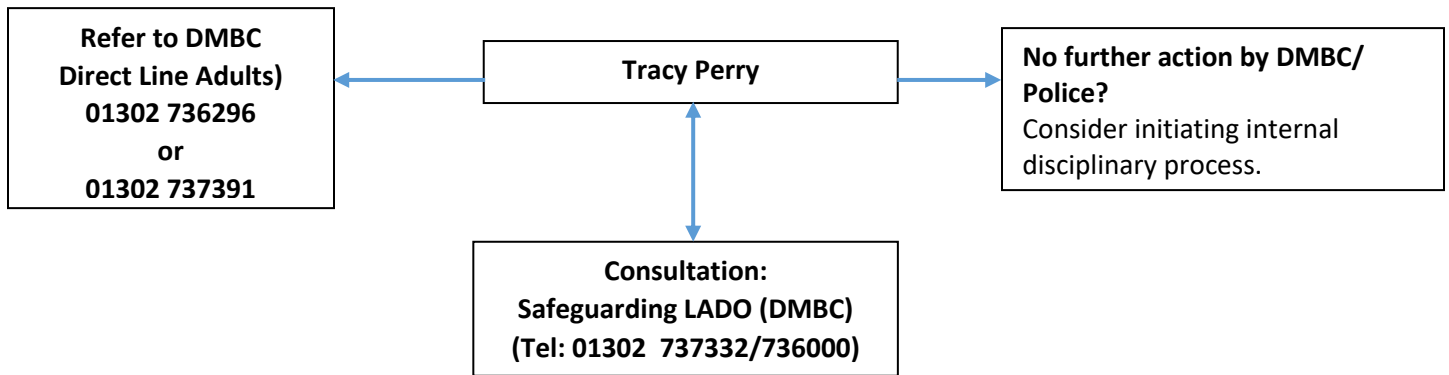 Refer to DMBC
Direct Line Adults)
01302 736296
or
01302 737391
Tracy Perry
No further action by DMBC/
Police?
Consider initiating internal
disciplinary process.
Consultation:
Safeguarding LADO (DMBC)
(Tel: 01302  737332/736000)